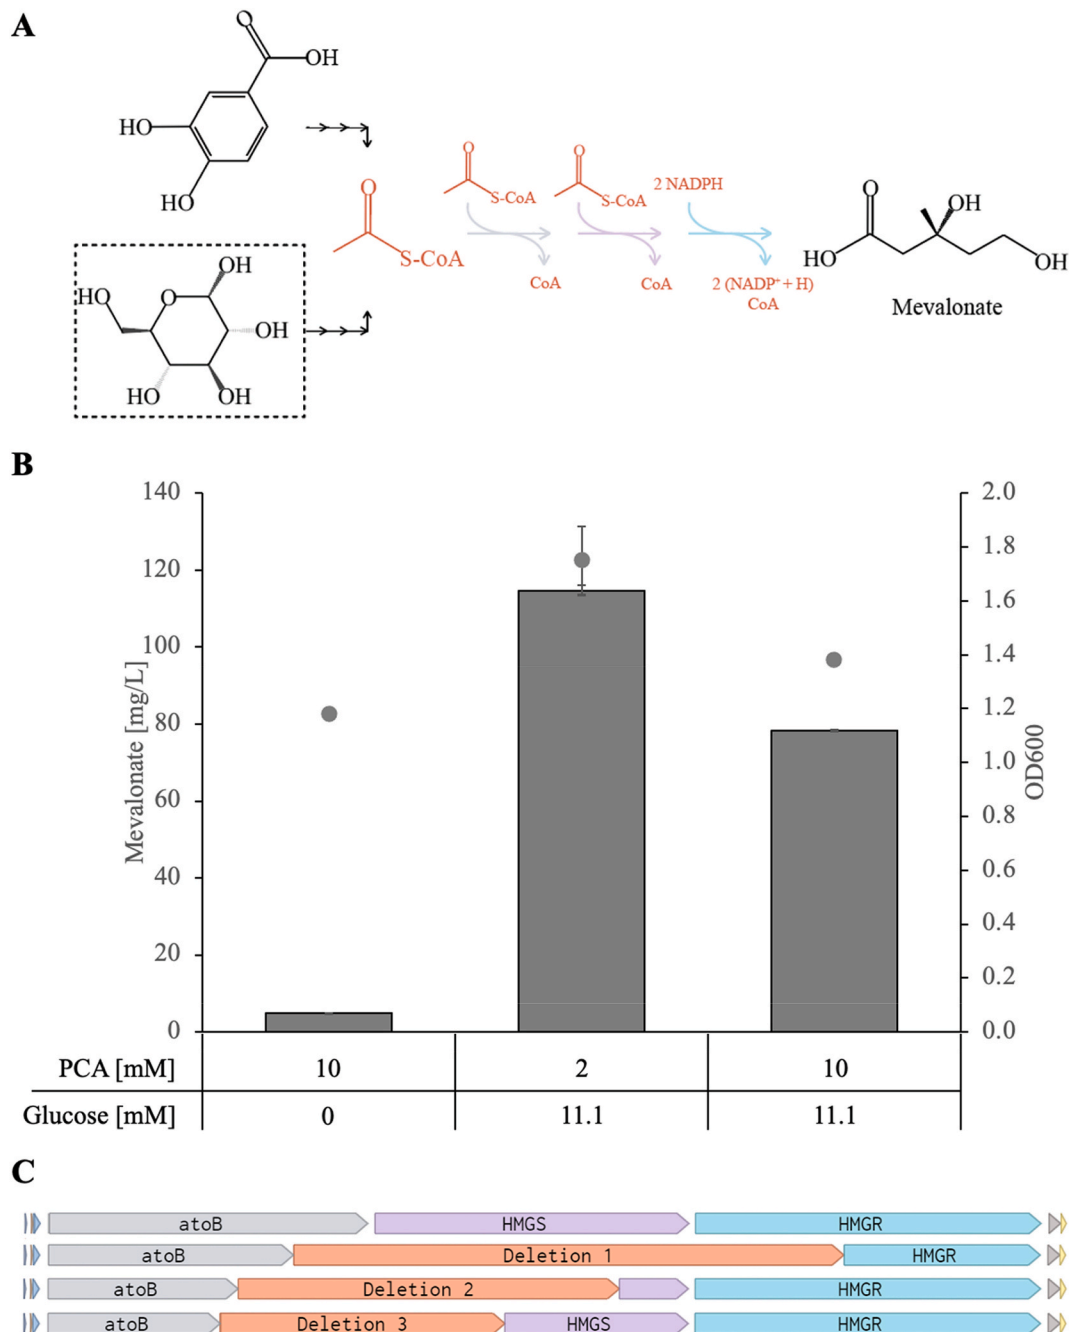 A
O
OH
HO
HO
O
S-CoA
O
S-CoA
O
S-CoA
2 NADPH
CoA
CoA
2 (NADP⁺ + H)
CoA
O
HO
OH
OH
Mevalonate
OH
HO
O
OH
HO
OH
B
Mevalonate [mg/L]
140
120
100
80
60
40
20
0
2.0
1.8
1.6
1.4
1.2
1.0
0.8
0.6
0.4
0.2
0.0
OD600
PCA [mM] 10 2 10
Glucose [mM] 0 11.1 11.1
C
atoB HMGS HMGR
atoB Deletion 1 HMGR
atoB Deletion 2 HMGR
atoB Deletion 3 HMGS HMGR